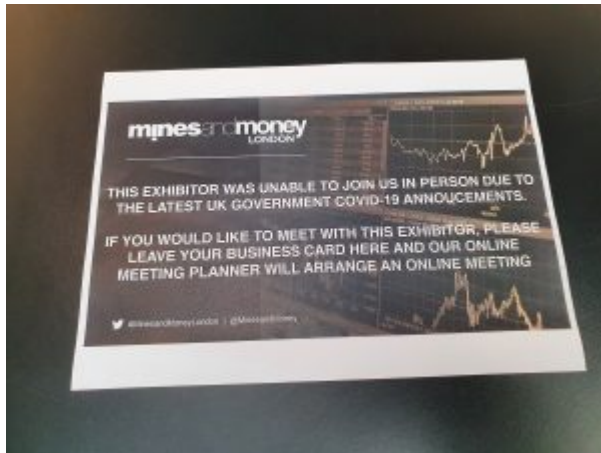 minesandmoney
LONDON
THIS EXHIBITOR WAS UNABLE TO JOIN US IN PERSON DUE TO
THE LATEST UK GOVERNMENT COVID-19 ANNOUCEMENTS.
IF YOU WOULD LIKE TO MEET WITH THIS EXHIBITOR, PLEASE
LEAVE YOUR BUSINESS CARD HERE AND OUR ONLINE
MEETING PLANNER WILL ARRANGE AN ONLINE MEETING